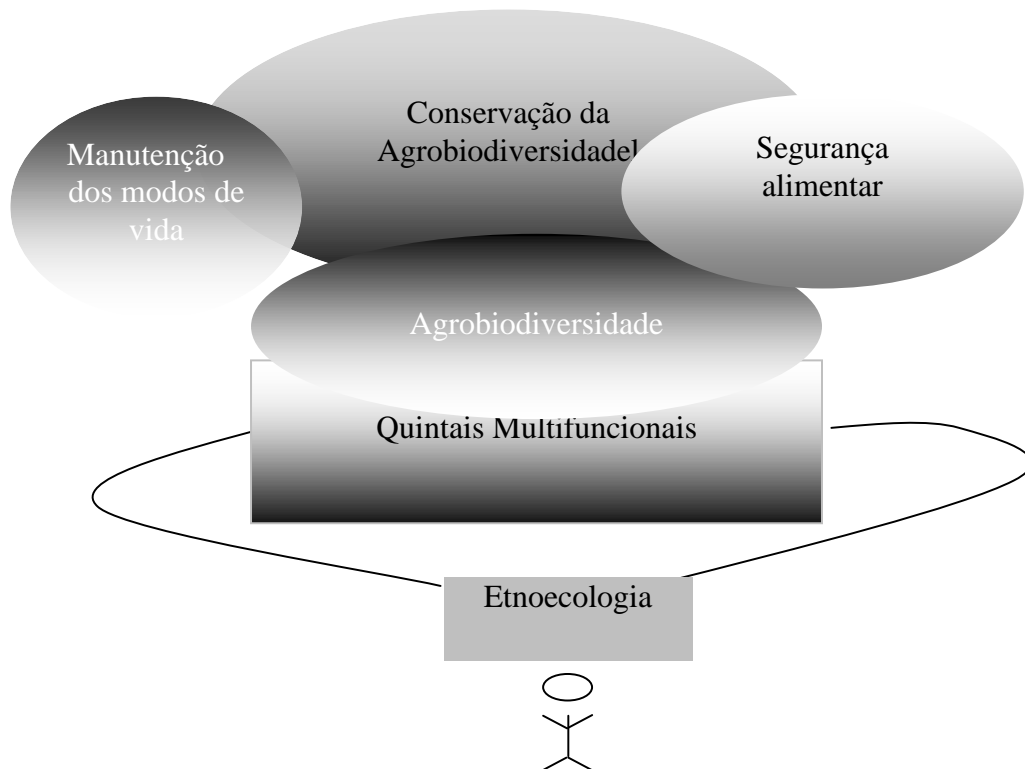 Conservação da
Agrobiodiversidadel
Manutenção
dos modos de
vida
Segurança
alimentar
Agrobiodiversidade
Quintais Multifuncionais
Etnoecologia